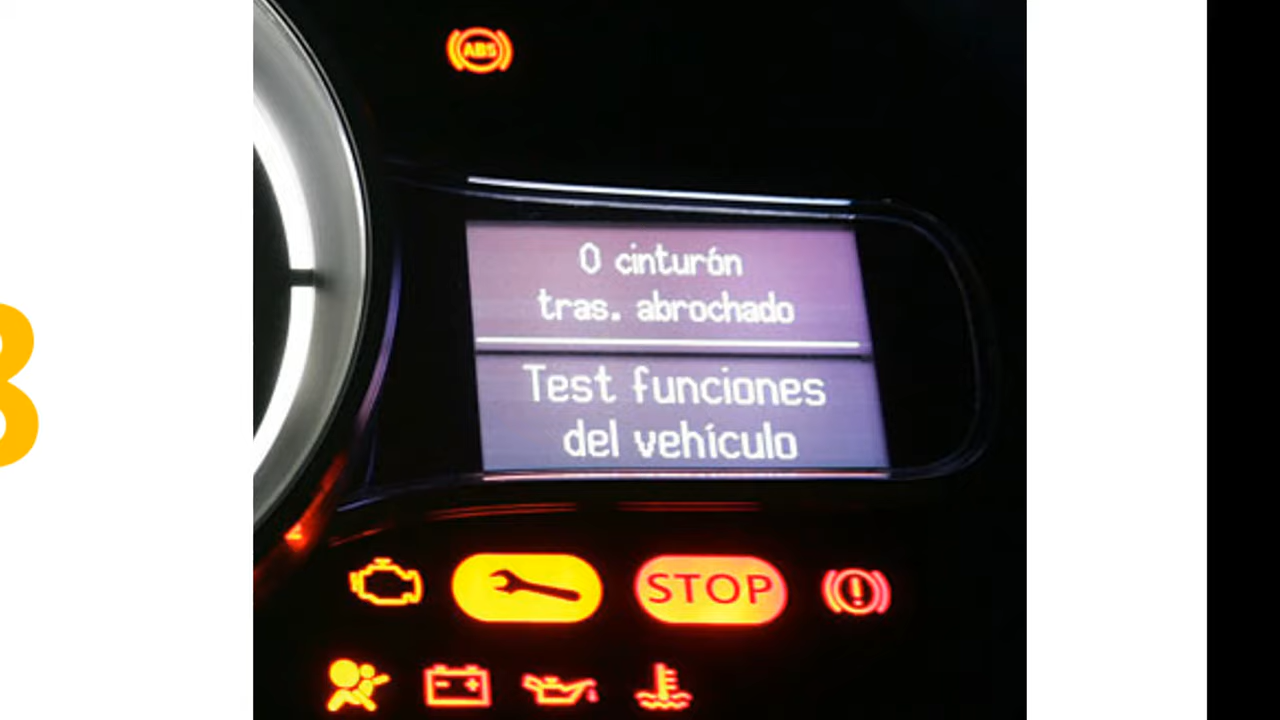 ABS
0 cinturón
tras. abrochado
Test funciones
del vehículo
STOP